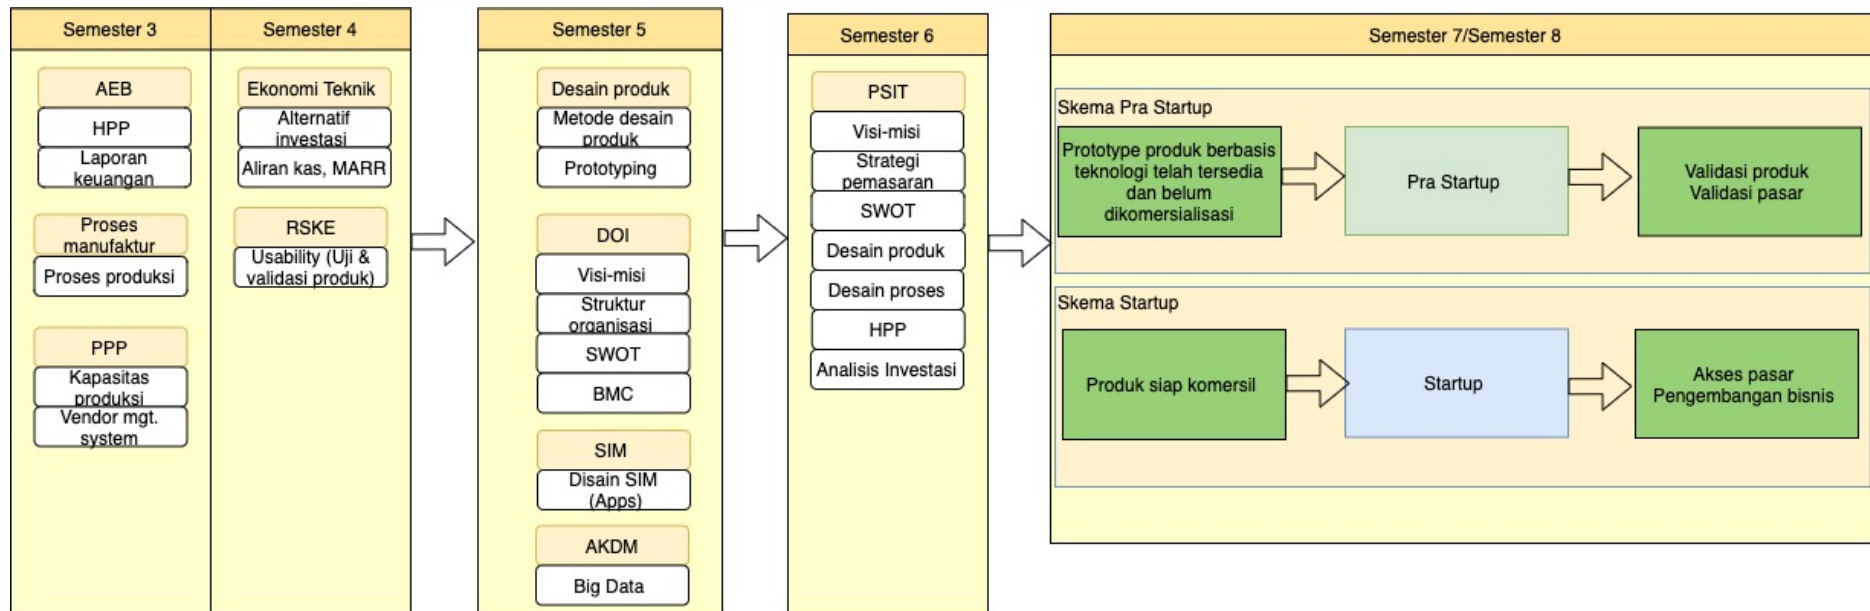 Semester 3
AEB
HPP
Laporan
keuangan
Proses
manufaktur
Proses produksi
PPP
Kapasitas
produksi
Vendor mgt.
system
Semester 4
Ekonomi Teknik
Alternatif
investasi
Aliran kas, MARR
RSKE
Usability (Uji &
validasi produk)
Semester 5
Desain produk
Metode desain
produk
Prototyping
DOI
Visi-misi
Struktur
organisasi
SWOT
BMC
SIM
Disain SIM
(Apps)
AKDM
Big Data
Semester 6
PSIT
Visi-misi
Strategi
pemasaran
SWOT
Desain produk
Desain proses
HPP
Analisis Investasi
Semester 7/Semester 8
Skema Pra Startup
Prototype produk berbasis
teknologi telah tersedia
dan belum
dikomersialisasi
Pra Startup
Validasi produk
Validasi pasar
Skema Startup
Produk siap komersil
Startup
Akses pasar
Pengembangan bisnis